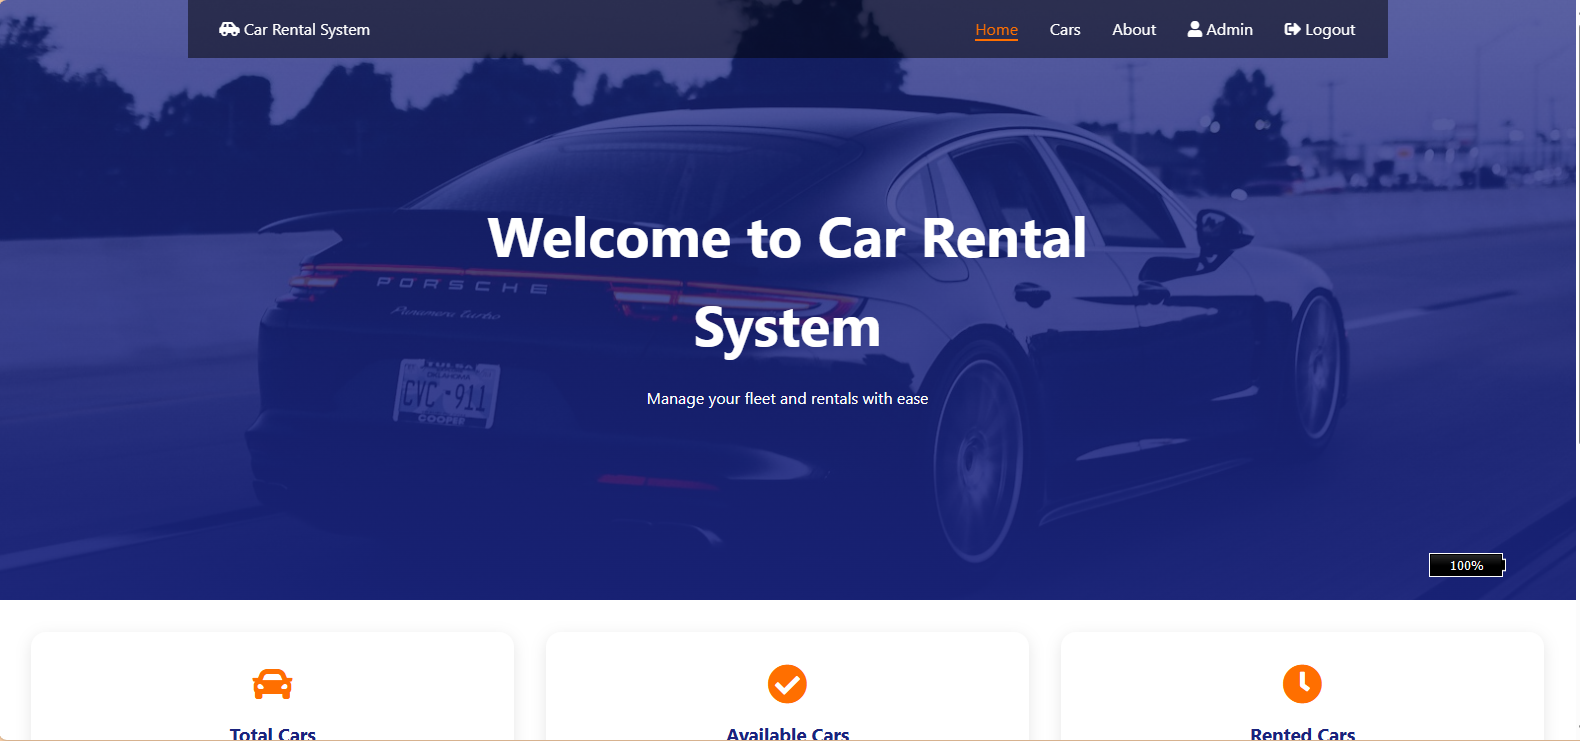 Car Rental System
Home
Cars
About
Admin
Logout
Welcome to Car Rental
System
PORSCHE
Panamera turbo
OKLAHOMA
CVC-911
COOPER
Manage your fleet and rentals with ease
100%
Total Cars
Available Cars
Rented Cars